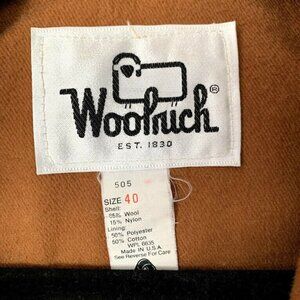 Woolrich®
EST. 1830
505
SIZE 40
Shell:
85% Wool
15% Nylon
Lining:
50% Polyester
50% Cotton
WPL 6635
Made In U.S.A.
See Reverse For Care